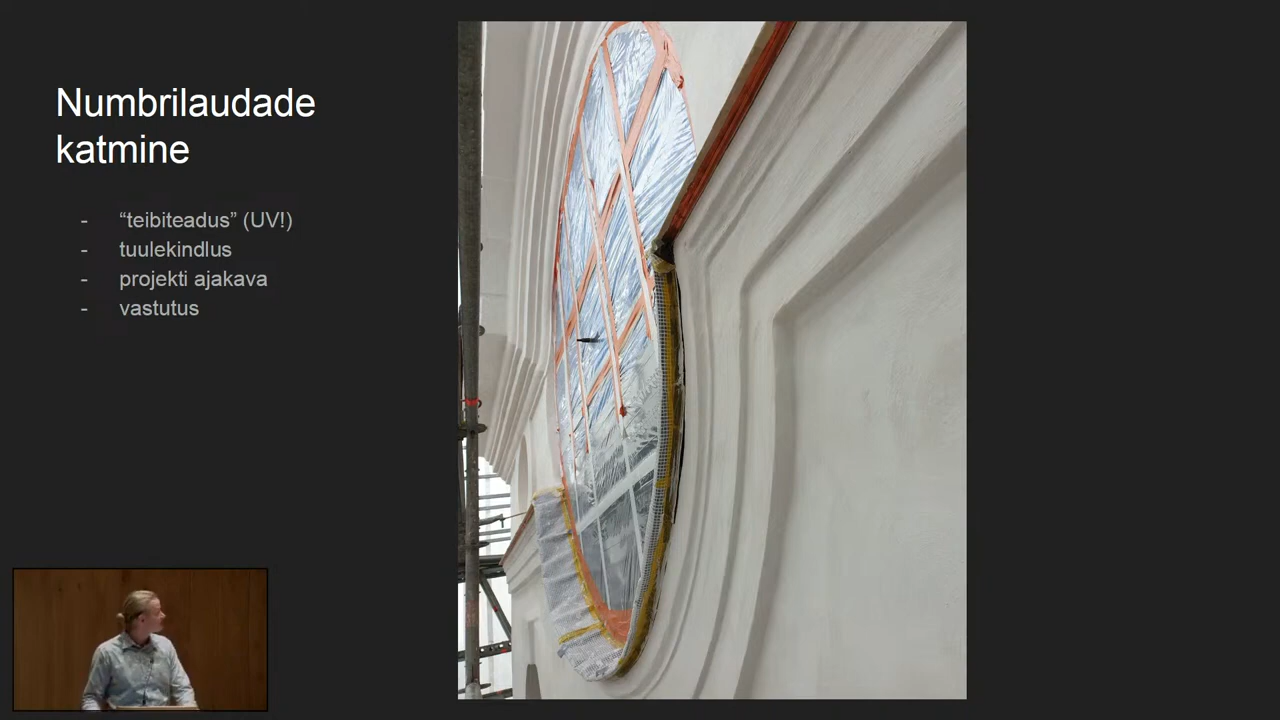 Numbrilaudade
katmine
- “teibiteadus” (UV!)
- tuulekindlus
- projekti ajakava
- vastutus